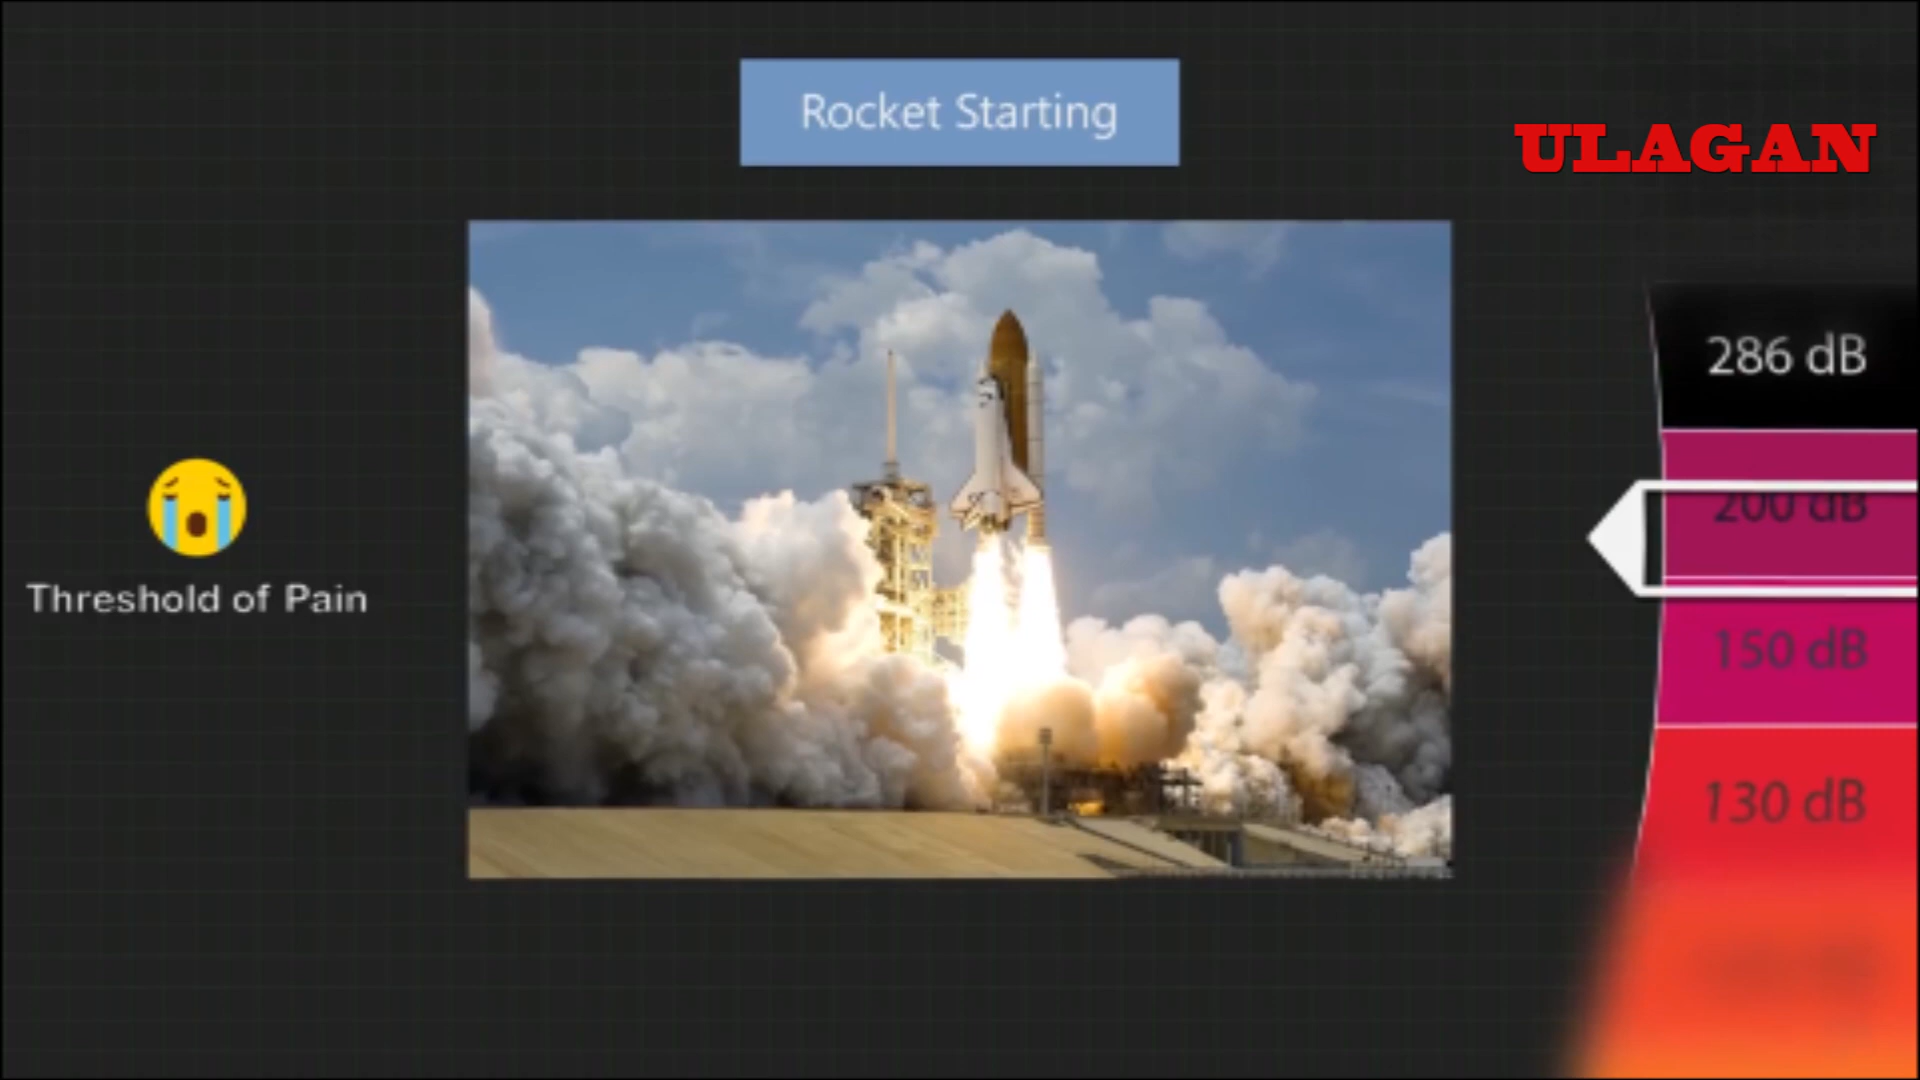 Rocket Starting
ULAGAN
286 dB
200 dB
Threshold of Pain
150 dB
130 dB